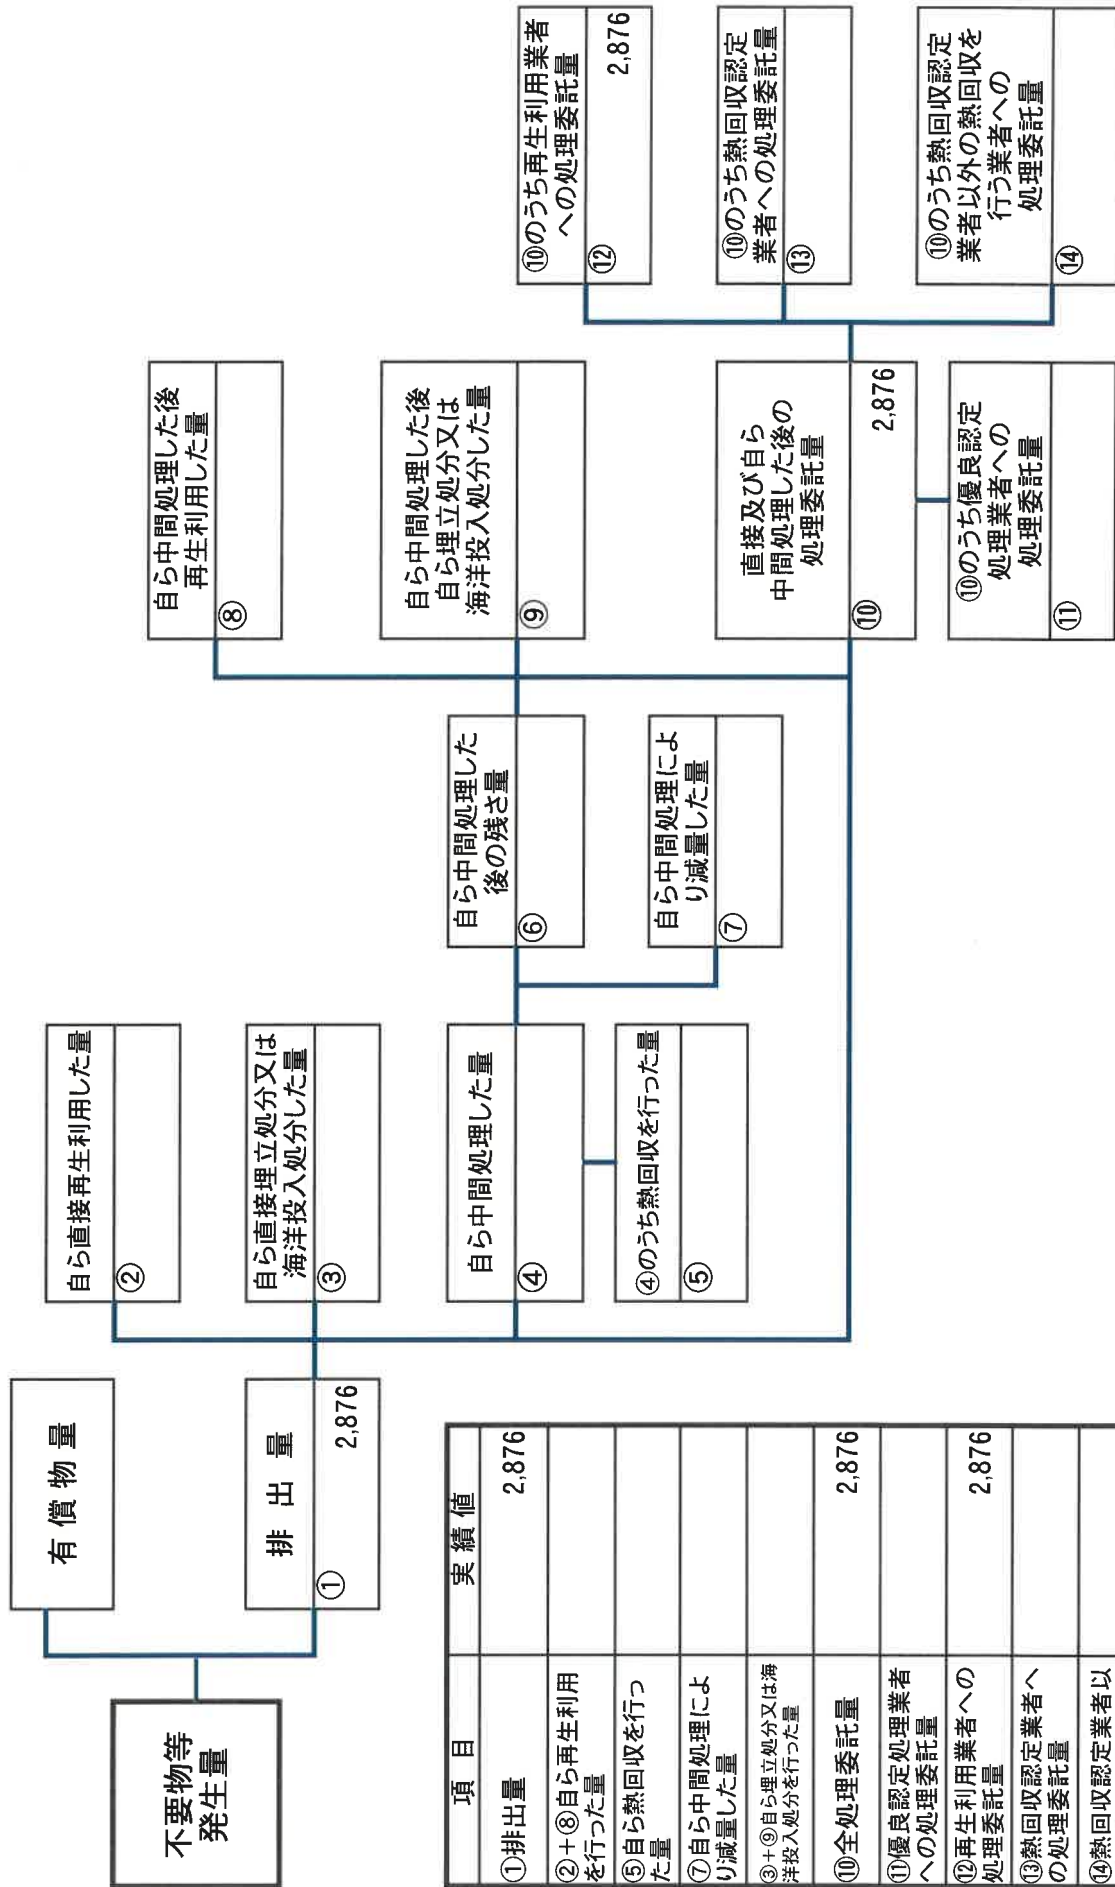 不要物等
発生量
有 償 物 量
排 出 量
①
2,876
自ら直接再生利用した量
②
自ら直接埋立処分又は
海洋投入処分した量
③
自ら中間処理した量
④
④のうち熱回収を行った量
⑤
自ら中間処理した
後の残さ量
⑥
自ら中間処理によ
り減量した量
⑦
自ら中間処理した後
再生利用した量
⑧
自ら中間処理した後
自ら埋立処分又は
海洋投入処分した量
⑨
直接及び自ら
中間処理した後の
処理委託量
⑩
2,876
⑩のうち優良認定
処理業者への
処理委託量
⑪
⑩のうち再生利用業者
への処理委託量
⑫
2,876
⑩のうち熱回収認定
業者への処理委託量
⑬
⑩のうち熱回収認定
業者以外の熱回収を
行う業者への
処理委託量
⑭
項 目
実 績 値
①排出量
2,876
②+⑧自ら再生利用
を行った量
⑤自ら熱回収を行っ
た量
⑦自ら中間処理によ
り減量した量
③+⑨自ら埋立処分又は海
洋投入処分を行った量
⑩全処理委託量
2,876
⑪優良認定処理業者
への処理委託量
⑫再生利用業者への
処理委託量
2,876
⑬熱回収認定業者へ
の処理委託量
⑭熱回収認定業者以